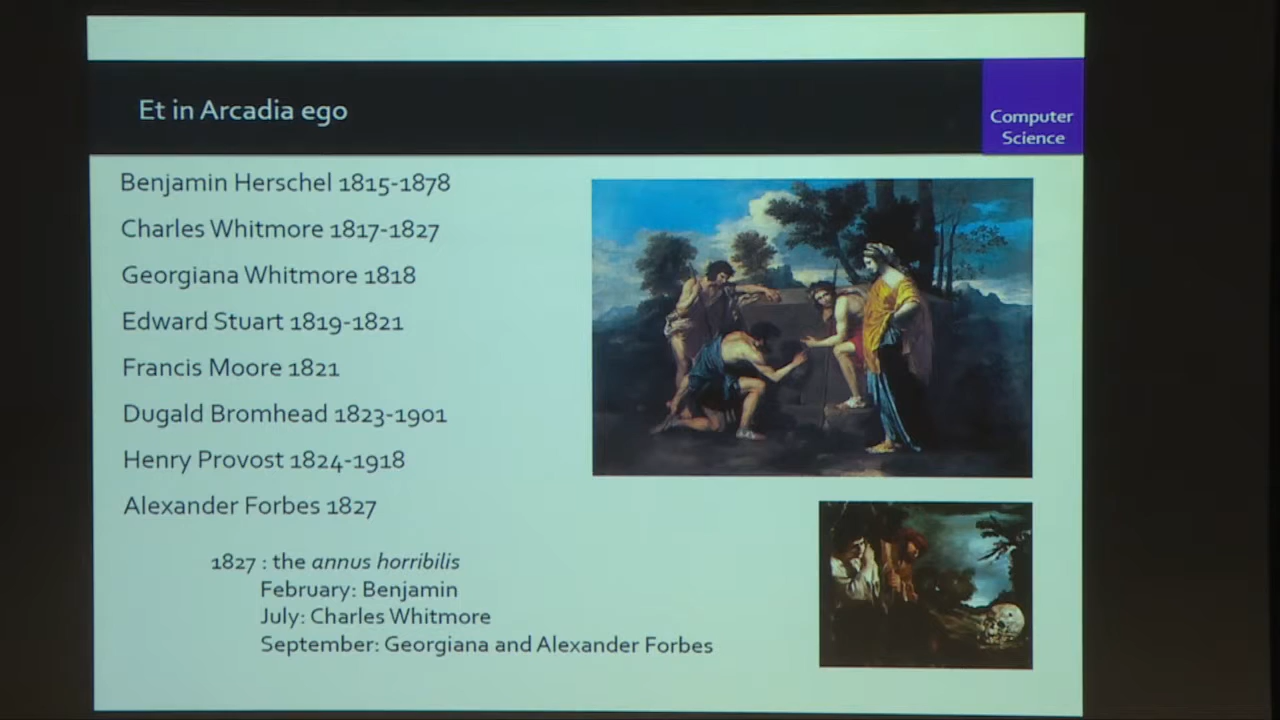 Et in Arcadia ego
Computer
Science
Benjamin Herschel 1815-1878
Charles Whitmore 1817-1827
Georgiana Whitmore 1818
Edward Stuart 1819-1821
Francis Moore 1821
Dugald Bromhead 1823-1901
Henry Provost 1824-1918
Alexander Forbes 1827
1827 : the annus horribilis
February: Benjamin
July: Charles Whitmore
September: Georgiana and Alexander Forbes